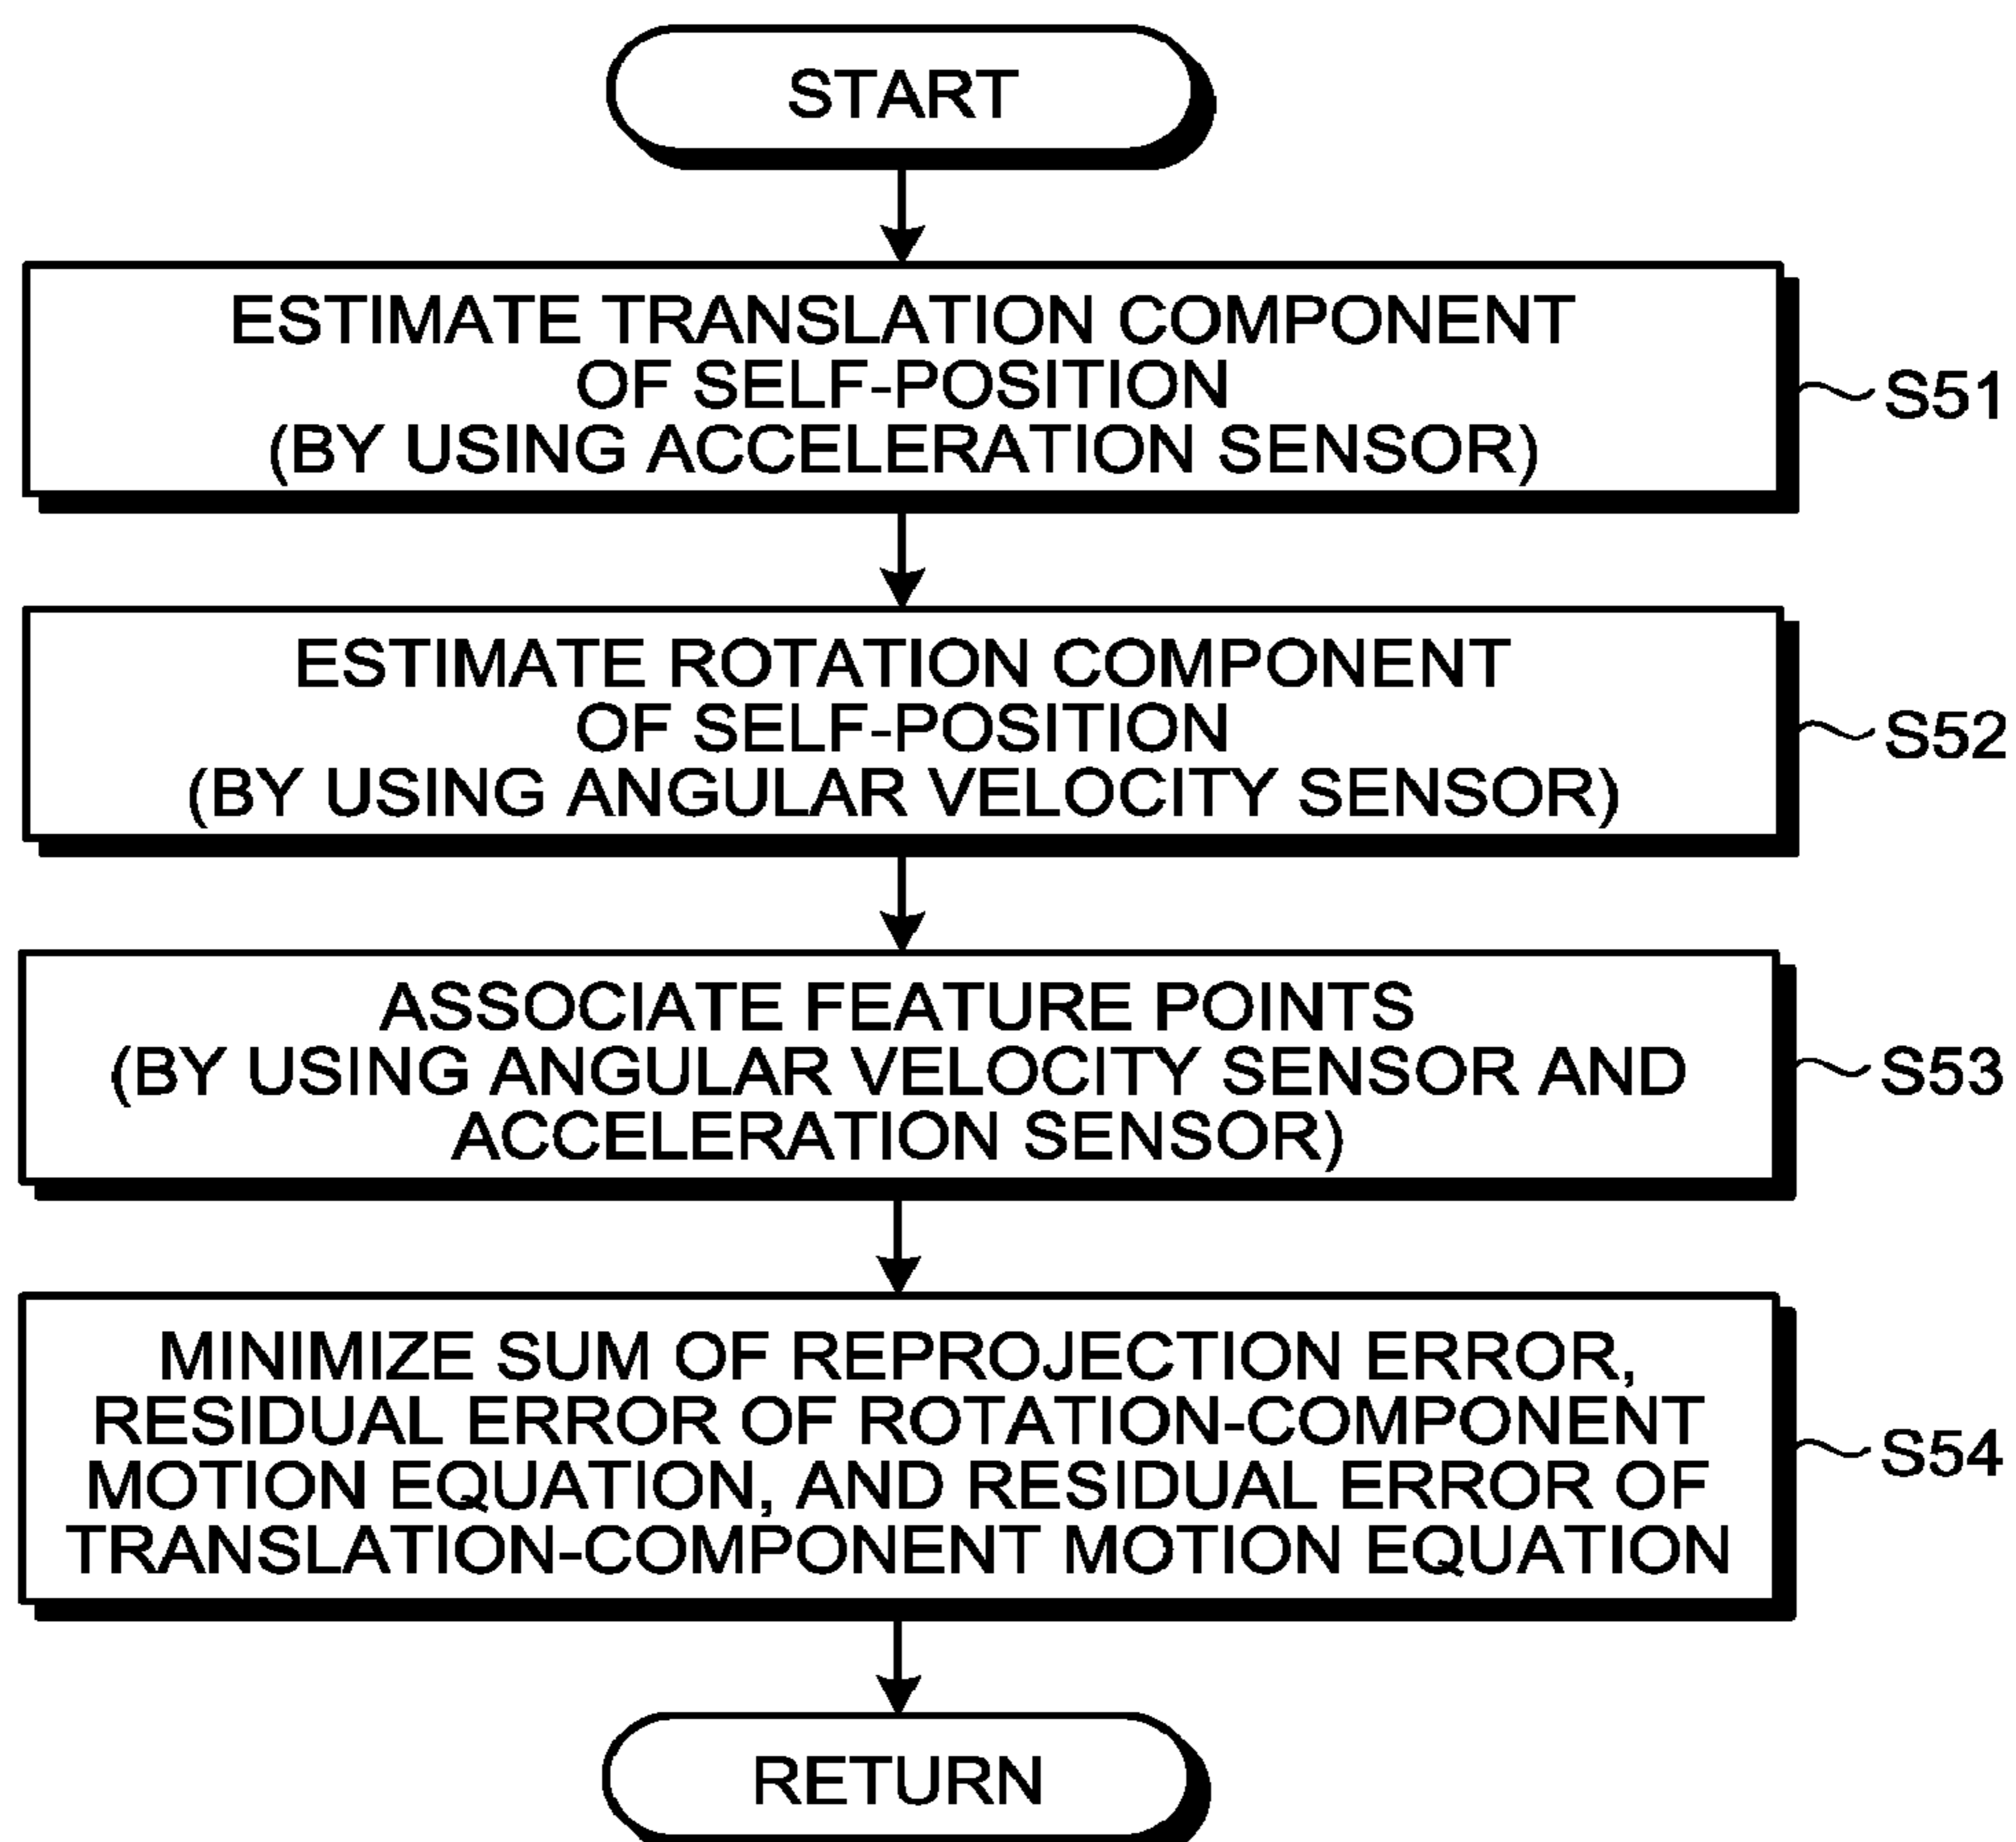 START
ESTIMATE TRANSLATION COMPONENT
OF SELF-POSITION
(BY USING ACCELERATION SENSOR)
S51
ESTIMATE ROTATION COMPONENT
OF SELF-POSITION
(BY USING ANGULAR VELOCITY SENSOR)
S52
ASSOCIATE FEATURE POINTS
(BY USING ANGULAR VELOCITY SENSOR AND
ACCELERATION SENSOR)
S53
MINIMIZE SUM OF REPROJECTION ERROR,
RESIDUAL ERROR OF ROTATION-COMPONENT
MOTION EQUATION, AND RESIDUAL ERROR OF
TRANSLATION-COMPONENT MOTION EQUATION
S54
RETURN